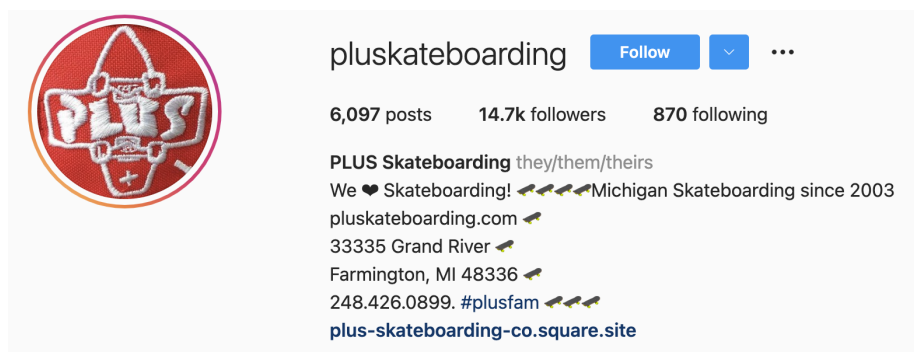 PLUS
pluskateboarding Follow
6,097 posts 14.7k followers 870 following
PLUS Skateboarding they/them/theirs
We ❤ Skateboarding! 🛹🛹🛹🛹Michigan Skateboarding since 2003
pluskateboarding.com 🛹
33335 Grand River 🛹
Farmington, MI 48336 🛹
248.426.0899. #plusfam 🛹🛹🛹
plus-skateboarding-co.square.site